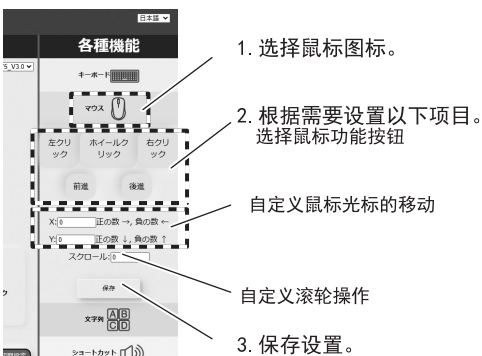 日本語
各種機能
5_V3.0
キーボード
マウス
左クリック
ホイールクリック
右クリック
前進
後進
X: 0 正の数 →, 負の数 ←
Y: 0 正の数 ↓, 負の数 ↑
スクロール: 0
保存
文字列 AB CD
ショートカット
1. 选择鼠标图标。
2. 根据需要设置以下项目。
选择鼠标功能按钮
自定义鼠标光标的移动
自定义滚轮操作
3. 保存设置。